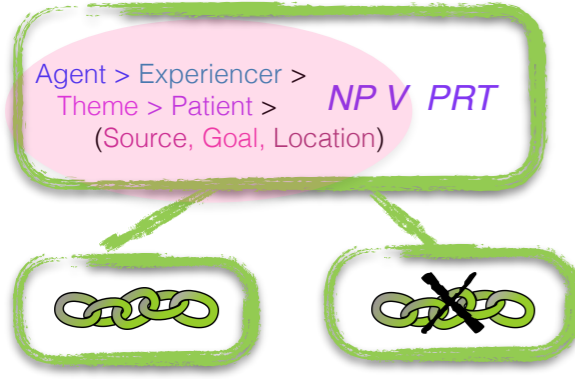 Agent > Experiencer >
Theme > Patient >
(Source, Goal, Location)
NP V PRT